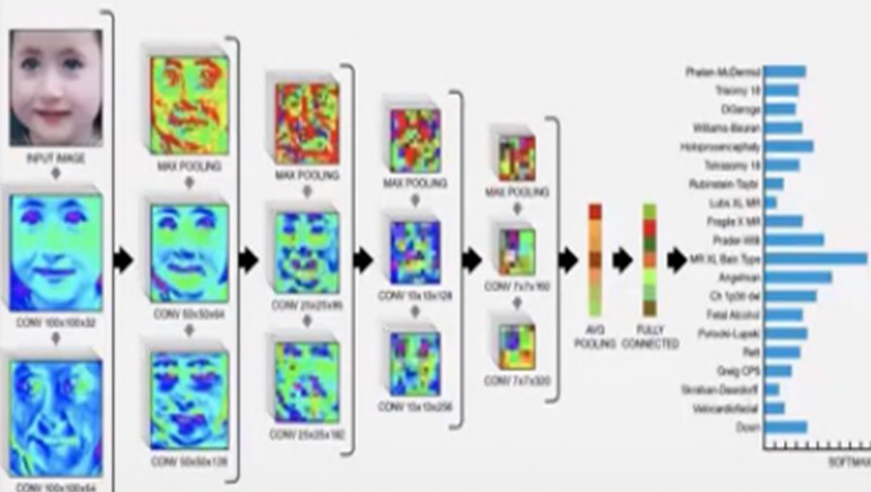 INPUT IMAGE
CONV 100x100x32
CONV 100x100x64
MAX POOLING
CONV 50x50x64
CONV 50x50x128
MAX POOLING
CONV 25x25x96
CONV 25x25x192
MAX POOLING
CONV 13x13x128
CONV 13x13x256
MAX POOLING
CONV 7x7x160
CONV 7x7x320
AVG
POOLING
FULLY
CONNECTED
Phelan-McDermid
Trisomy 18
DiGeorge
Williams-Beuren
Holoprosencephaly
Tetrasomy 18
Rubinstein-Taybi
Lubs XL MR
Fragile X MR
Prader-Willi
MR XL Bain Type
Angelman
Ch 1p36 del
Fetal Alcohol
Potocki-Lupski
Rett
Greig CPS
Velocardiofacial
Down